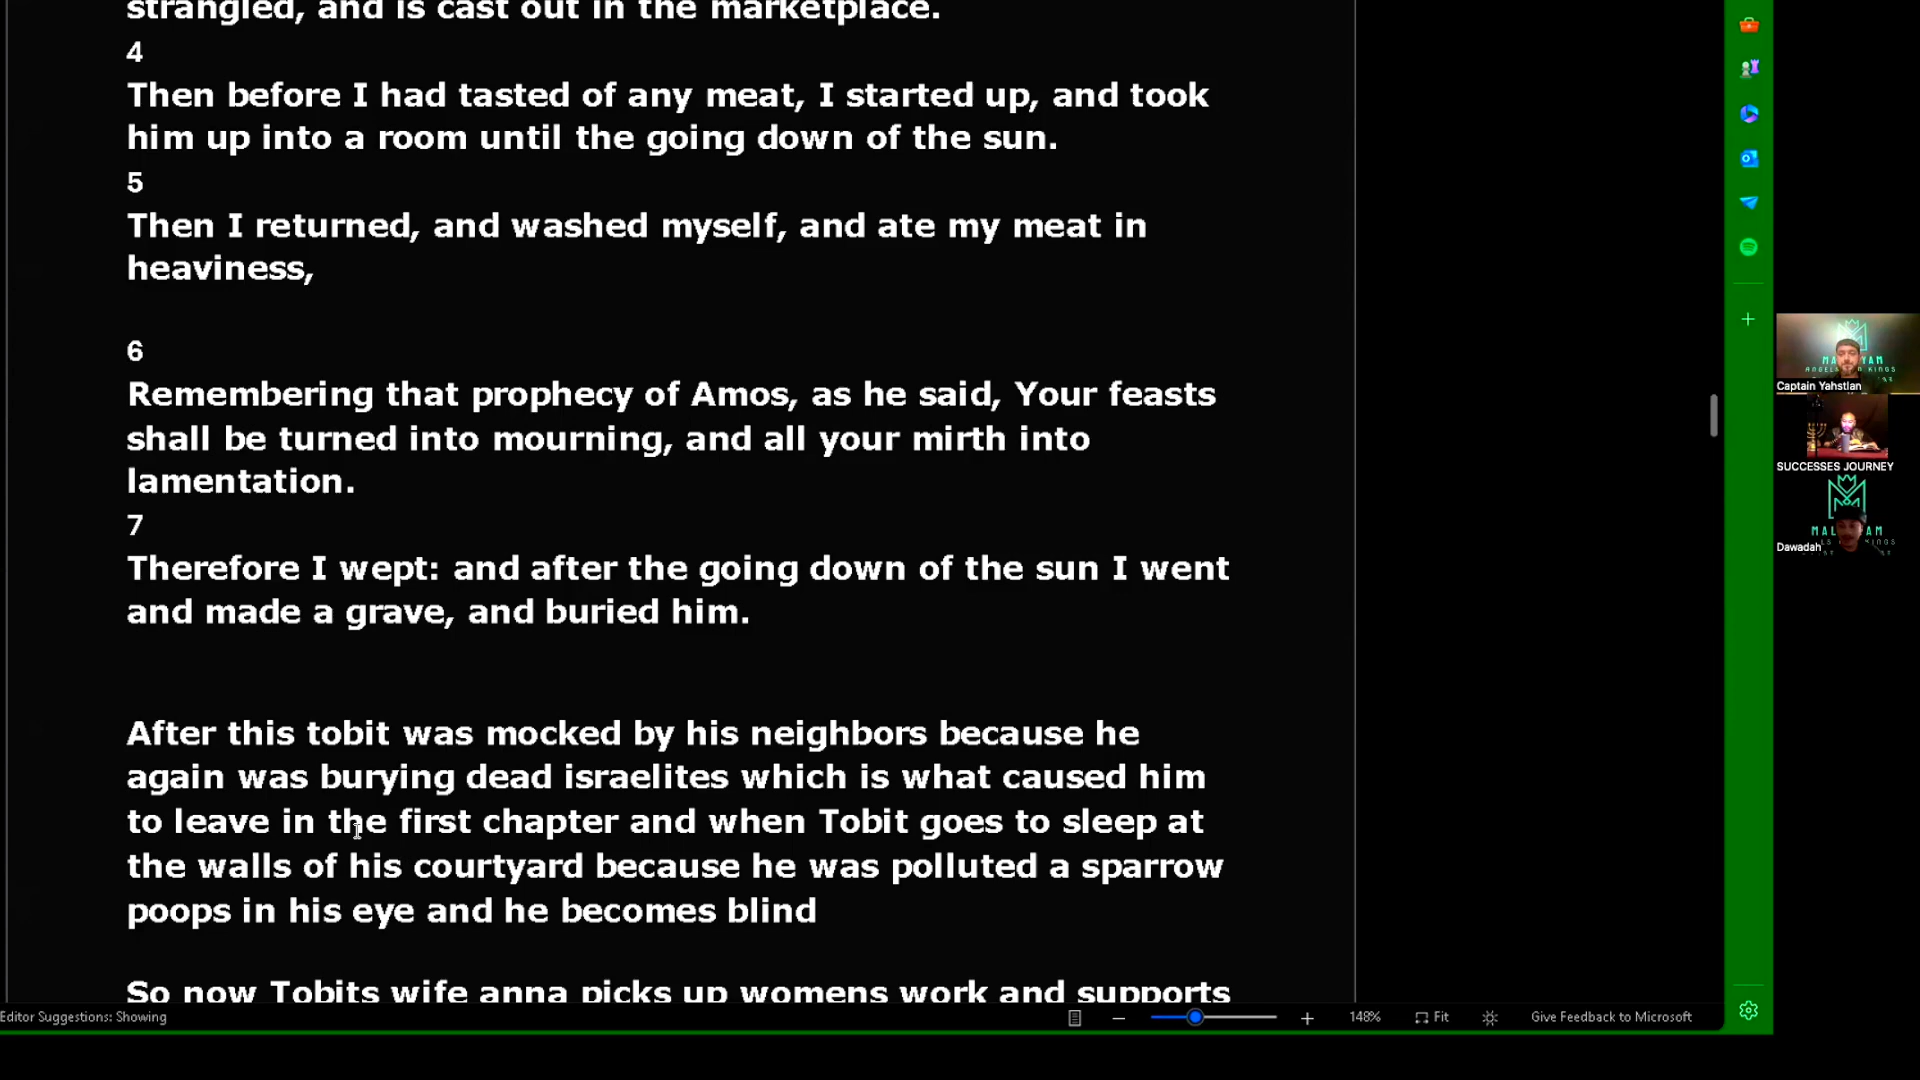 strangled, and is cast out in the marketplace.
4
Then before I had tasted of any meat, I started up, and took
him up into a room until the going down of the sun.
5
Then I returned, and washed myself, and ate my meat in
heaviness,
6
Remembering that prophecy of Amos, as he said, Your feasts
shall be turned into mourning, and all your mirth into
lamentation.
7
Therefore I wept: and after the going down of the sun I went
and made a grave, and buried him.
After this tobit was mocked by his neighbors because he
again was burying dead israelites which is what caused him
to leave in the first chapter and when Tobit goes to sleep at
the walls of his courtyard because he was polluted a sparrow
poops in his eye and he becomes blind
So now Tobits wife anna picks up womens work and supports
Editor Suggestions: Showing
148%
Fit
Give Feedback to Microsoft
Captain Yahstian
SUCCESSES JOURNEY
Dawadah